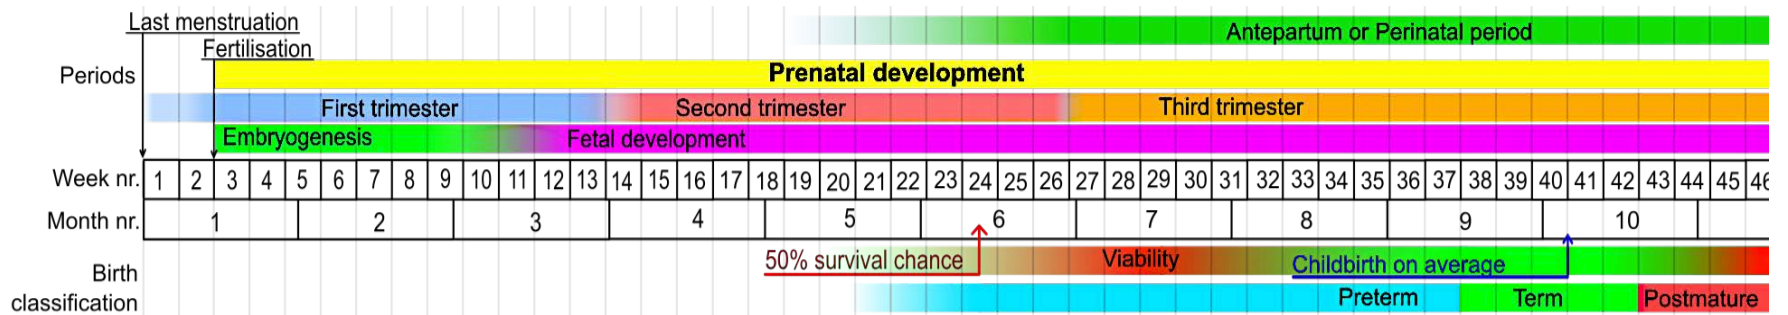 Last menstruation
Fertilisation
Antepartum or Perinatal period
Periods
Prenatal development
First trimester Second trimester Third trimester
Embryogenesis Fetal development
Week nr. 1 2 3 4 5 6 7 8 9 10 11 12 13 14 15 16 17 18 19 20 21 22 23 24 25 26 27 28 29 30 31 32 33 34 35 36 37 38 39 40 41 42 43 44 45 46
Month nr. 1 2 3 4 5 6 7 8 9 10
50% survival chance Viability Childbirth on average
Birth
classification
Preterm Term Postmature